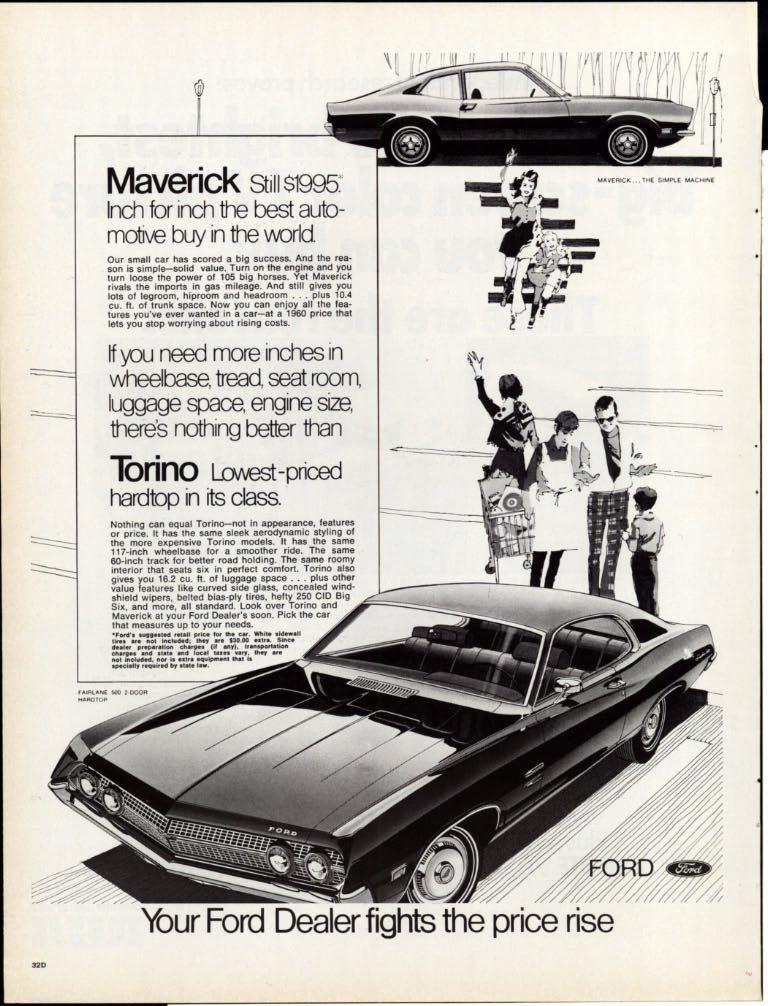 MAVERICK...THE SIMPLE MACHINE
Maverick Still $1995.*
Inch for inch the best auto-
motive buy in the world.
Our small car has scored a big success. And the rea-
son is simple—solid value. Turn on the engine and you
turn loose the power of 105 big horses. Yet Maverick
rivals the imports in gas mileage. And still gives you
lots of legroom, hiproom and headroom . . . plus 10.4
cu. ft. of trunk space. Now you can enjoy all the fea-
tures you've ever wanted in a car—at a 1960 price that
lets you stop worrying about rising costs.
If you need more inches in
wheelbase, tread, seat room,
luggage space, engine size,
there's nothing better than
Torino Lowest-priced
hardtop in its class.
Nothing can equal Torino—not in appearance, features
or price. It has the same sleek aerodynamic styling of
the more expensive Torino models. It has the same
117-inch wheelbase for a smoother ride. The same
60-inch track for better road holding. The same roomy
interior that seats six in perfect comfort. Torino also
gives you 16.2 cu. ft. of luggage space . . . plus other
value features like curved side glass, concealed wind-
shield wipers, belted bias-ply tires, hefty 250 CID Big
Six, and more, all standard. Look over Torino and
Maverick at your Ford Dealer's soon. Pick the car
that measures up to your needs.
*Ford's suggested retail price for the car. White sidewall
tires are not included; they are $30.00 extra. Since
dealer preparation charges (if any), transportation
charges and state and local taxes vary, they are
not included, nor is extra equipment that is
specially required by state law.
FAIRLANE 500 2-DOOR
HARDTOP
FORD
FORD Ford
Your Ford Dealer fights the price rise
32D